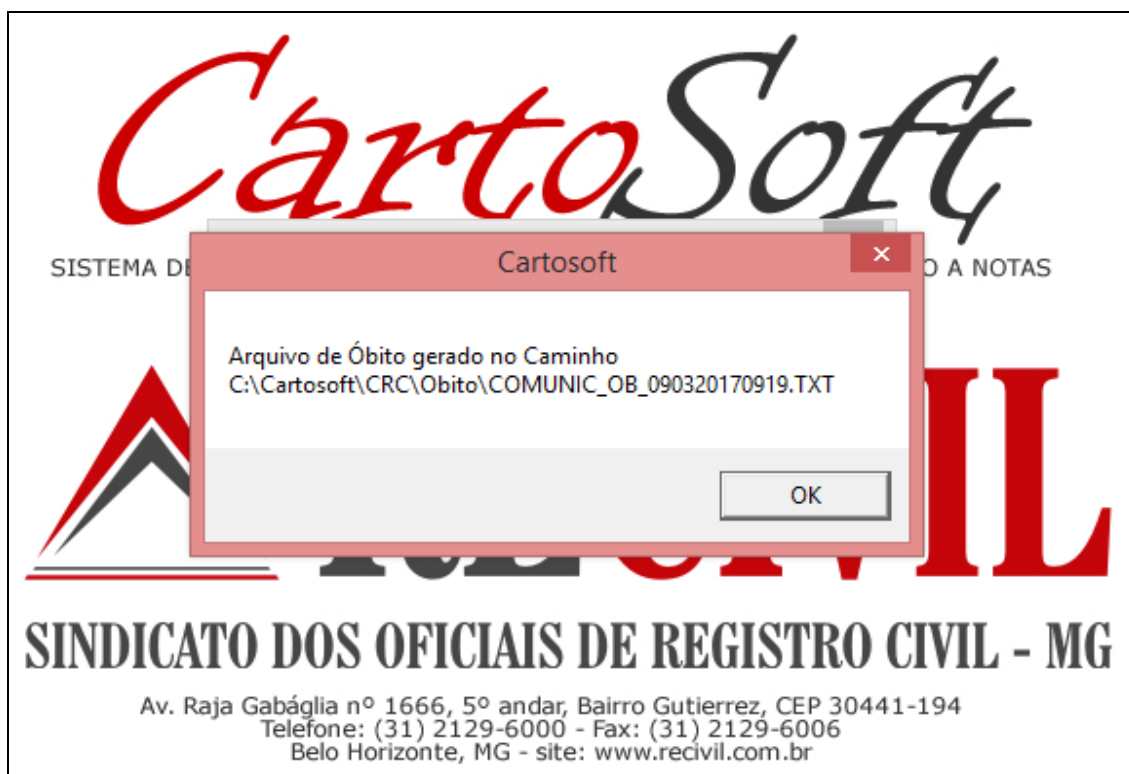 CartoSoft
SISTEMA DE
O A NOTAS
Cartosoft
Arquivo de Óbito gerado no Caminho
C:\Cartosoft\CRC\Obito\COMUNIC_OB_090320170919.TXT
OK
SINDICATO DOS OFICIAIS DE REGISTRO CIVIL - MG
Av. Raja Gabáglia nº 1666, 5º andar, Bairro Gutierrez, CEP 30441-194
Telefone: (31) 2129-6000 - Fax: (31) 2129-6006
Belo Horizonte, MG - site: www.recivil.com.br